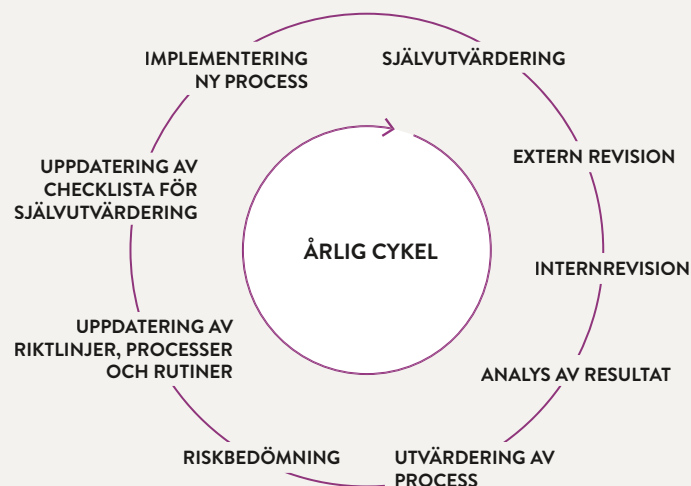 IMPLEMENTERING
NY PROCESS
SJÄLVUTVÄRDERING
EXTERN REVISION
INTERNREVISION
ANALYS AV RESULTAT
UTVÄRDERING AV
PROCESS
RISKBEDÖMNING
UPPDATERING AV
RIKTLINJER, PROCESSER
OCH RUTINER
UPPDATERING AV
CHECKLISTA FÖR
SJÄLVUTVÄRDERING
ÅRLIG CYKEL